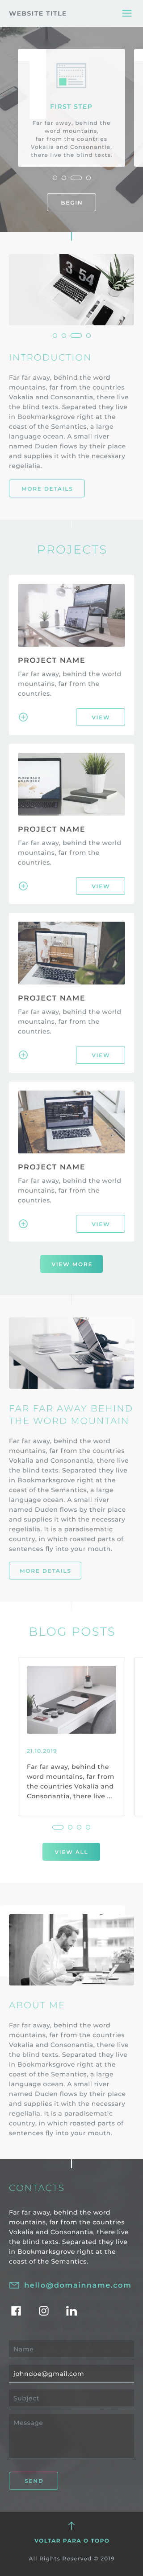 WEBSITE TITLE
FIRST STEP
Far far away, behind the
word mountains,
far from the countries
Vokalia and Consonantia,
there live the blind texts.
BEGIN
3 54
INTRODUCTION
Far far away, behind the word
mountains, far from the countries
Vokalia and Consonantia, there live
the blind texts. Separated they live
in Bookmarksgrove right at the
coast of the Semantics, a large
language ocean. A small river
named Duden flows by their place
and supplies it with the necessary
regelialia.
MORE DETAILS
PROJECTS
PROJECT NAME
Far far away, behind the world
mountains, far from the
countries.
VIEW
PROJECT NAME
Far far away, behind the word
mountains, far from the
countries.
VIEW
PROJECT NAME
Far far away, behind the word
mountains, far from the
countries.
VIEW
PROJECT NAME
Far far away, behind the word
mountains, far from the
countries.
VIEW
VIEW MORE
FAR FAR AWAY BEHIND
THE WORD MOUNTAIN
Far far away, behind the word
mountains, far from the countries
Vokalia and Consonantia, there live
the blind texts. Separated they live
in Bookmarksgrove right at the
coast of the Semantics, a large
language ocean. A small river
named Duden flows by their place
and supplies it with the necessary
regelialia. It is a paradisematic
country, in which roasted parts of
sentences fly into your mouth.
MORE DETAILS
BLOG POSTS
21.10.2019
Far far away, behind the
word mountains, far from
the countries Vokalia and
Consonantia, there live ...
VIEW ALL
ABOUT ME
Far far away, behind the word
mountains, far from the countries
Vokalia and Consonantia, there live
the blind texts. Separated they live
in Bookmarksgrove right at the
coast of the Semantics, a large
language ocean. A small river
named Duden flows by their place
and supplies it with the necessary
regelialia. It is a paradisematic
country, in which roasted parts of
sentences fly into your mouth.
CONTACTS
Far far away, behind the word
mountains, far from the countries
Vokalia and Consonantia, there live
the blind texts. Separated they live
in Bookmarksgrove right at the
coast of the Semantics.
hello@domainname.com
Name
johndoe@gmail.com
Subject
Message
SEND
VOLTAR PARA O TOPO
All Rights Reserved © 2019